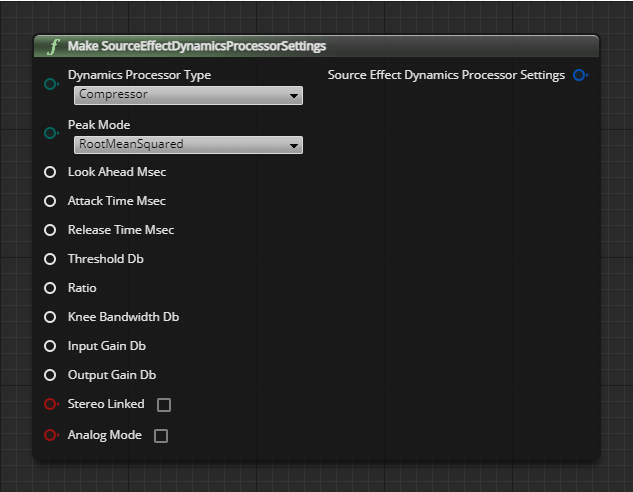 f Make SourceEffectDynamicsProcessorSettings
Dynamics Processor Type
Source Effect Dynamics Processor Settings
Compressor
Peak Mode
RootMeanSquared
Look Ahead Msec
Attack Time Msec
Release Time Msec
Threshold Db
Ratio
Knee Bandwidth Db
Input Gain Db
Output Gain Db
Stereo Linked
Analog Mode